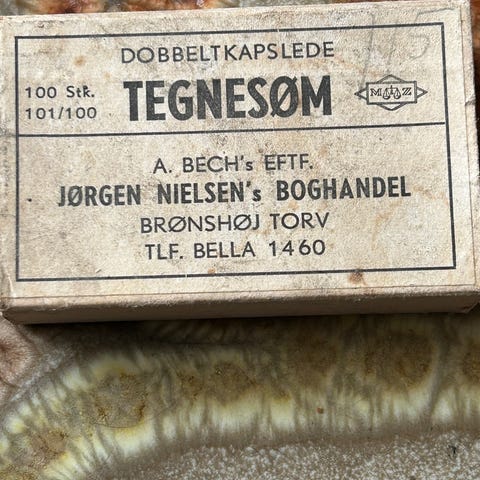 DOBBELTKAPSLEDE
100 Stk.
101/100
TEGNESØM
M Z
A. BECH's EFTF.
JØRGEN NIELSEN's BOGHANDEL
BRØNSHØJ TORV
TLF. BELLA 1460